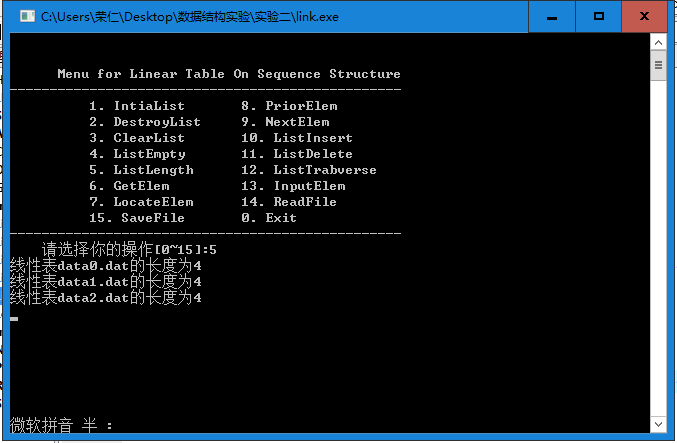 C:\Users\荣仁\Desktop\数据结构实验\实验二\link.exe
Menu for Linear Table On Sequence Structure
1. IntiaList 8. PriorElem
2. DestroyList 9. NextElem
3. ClearList 10. ListInsert
4. ListEmpty 11. ListDelete
5. ListLength 12. ListTrabverse
6. GetElem 13. InputElem
7. LocateElem 14. ReadFile
15. SaveFile 0. Exit
请选择你的操作[0~15]:5
线性表data0.dat的长度为4
线性表data1.dat的长度为4
线性表data2.dat的长度为4
微软拼音 半 :